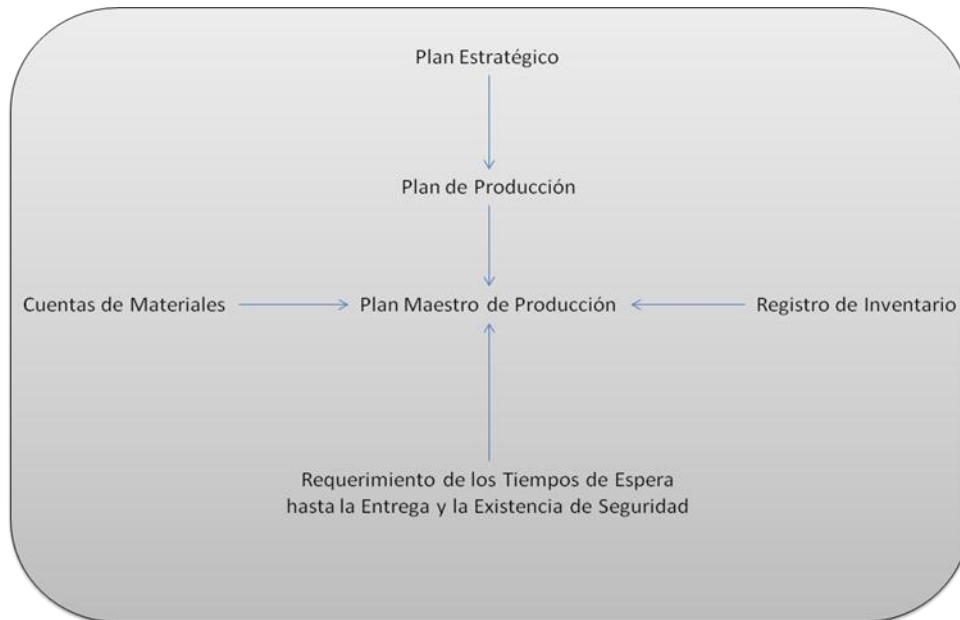 Plan Estratégico
Plan de Producción
Cuentas de Materiales
Plan Maestro de Producción
Registro de Inventario
Requerimiento de los Tiempos de Espera
hasta la Entrega y la Existencia de Seguridad